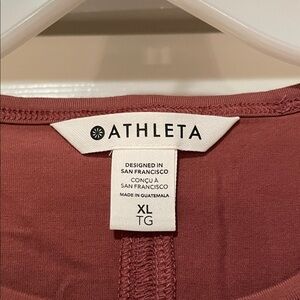 ATHLETA
DESIGNED IN
SAN FRANCISCO
CONÇU À
SAN FRANCISCO
MADE IN GUATEMALA
XL
TG